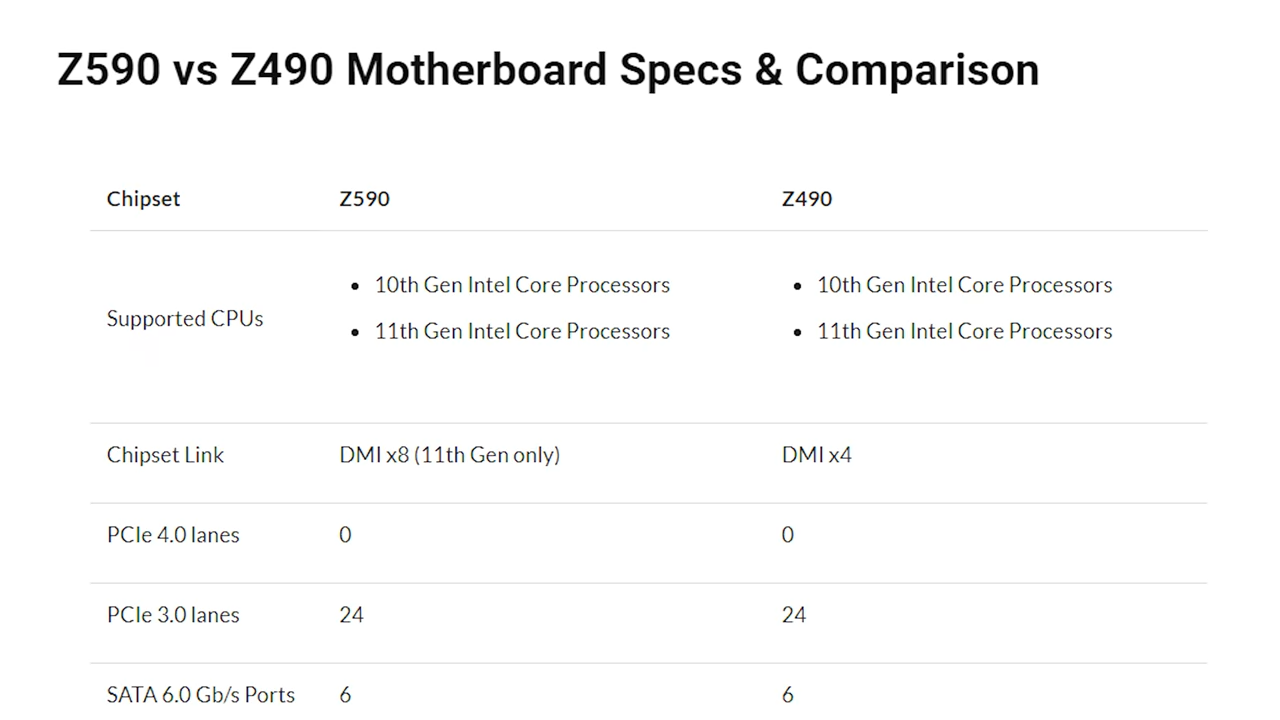 Z590 vs Z490 Motherboard Specs & Comparison
Chipset Z590 Z490
Supported CPUs
• 10th Gen Intel Core Processors • 10th Gen Intel Core Processors
• 11th Gen Intel Core Processors • 11th Gen Intel Core Processors
Chipset Link DMI x8 (11th Gen only) DMI x4
PCIe 4.0 lanes 0 0
PCIe 3.0 lanes 24 24
SATA 6.0 Gb/s Ports 6 6